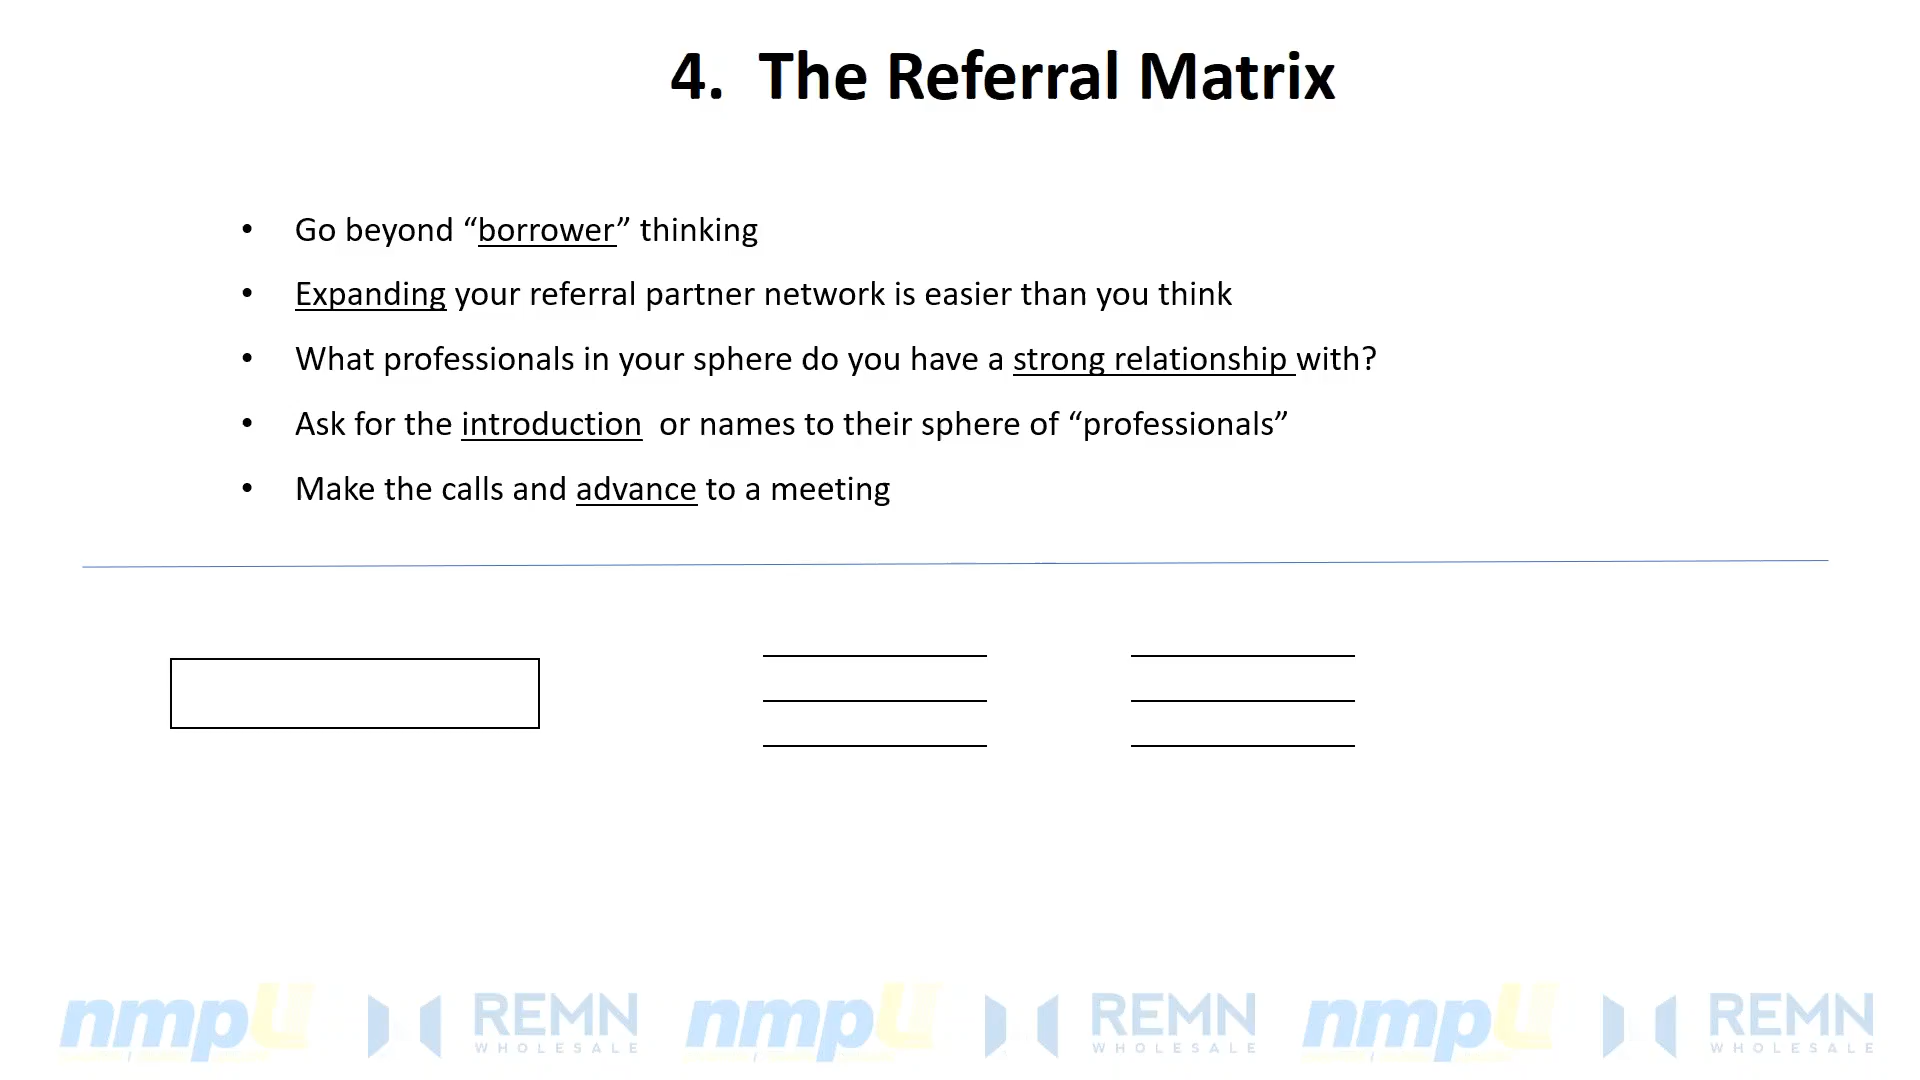 4. The Referral Matrix
• Go beyond “borrower” thinking
• Expanding your referral partner network is easier than you think
• What professionals in your sphere do you have a strong relationship with?
• Ask for the introduction or names to their sphere of “professionals”
• Make the calls and advance to a meeting
nmpU REMN WHOLESALE nmpU REMN WHOLESALE nmpU REMN WHOLESALE